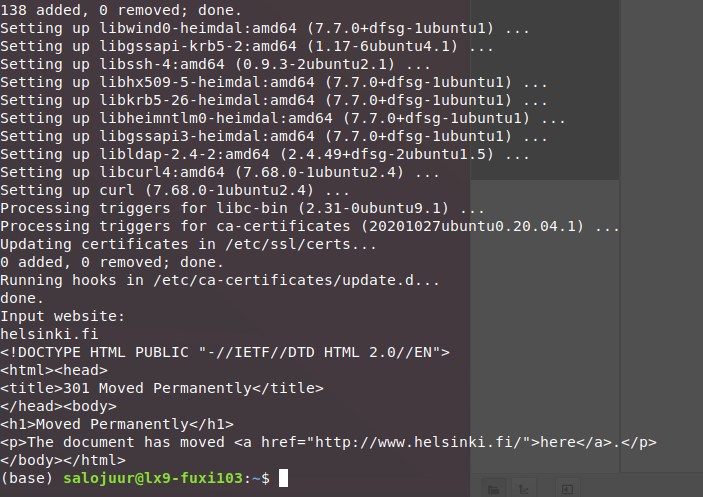 138 added, 0 removed; done.
Setting up libwind0-heimdal:amd64 (7.7.0+dfsg-1ubuntu1) ...
Setting up libgssapi-krb5-2:amd64 (1.17-6ubuntu4.1) ...
Setting up libssh-4:amd64 (0.9.3-2ubuntu2.1) ...
Setting up libhx509-5-heimdal:amd64 (7.7.0+dfsg-1ubuntu1) ...
Setting up libkrb5-26-heimdal:amd64 (7.7.0+dfsg-1ubuntu1) ...
Setting up libheimntlm0-heimdal:amd64 (7.7.0+dfsg-1ubuntu1) ...
Setting up libgssapi3-heimdal:amd64 (7.7.0+dfsg-1ubuntu1) ...
Setting up libldap-2.4-2:amd64 (2.4.49+dfsg-2ubuntu1.5) ...
Setting up libcurl4:amd64 (7.68.0-1ubuntu2.4) ...
Setting up curl (7.68.0-1ubuntu2.4) ...
Processing triggers for libc-bin (2.31-0ubuntu9.1) ...
Processing triggers for ca-certificates (20201027ubuntu0.20.04.1) ...
Updating certificates in /etc/ssl/certs...
0 added, 0 removed; done.
Running hooks in /etc/ca-certificates/update.d...
done.
Input website:
helsinki.fi
<!DOCTYPE HTML PUBLIC "-//IETF//DTD HTML 2.0//EN">
<html><head>
<title>301 Moved Permanently</title>
</head><body>
<h1>Moved Permanently</h1>
<p>The document has moved <a href="http://www.helsinki.fi/">here</a>.</p>
</body></html>
(base) salojuur@lx9-fuxi103:~$